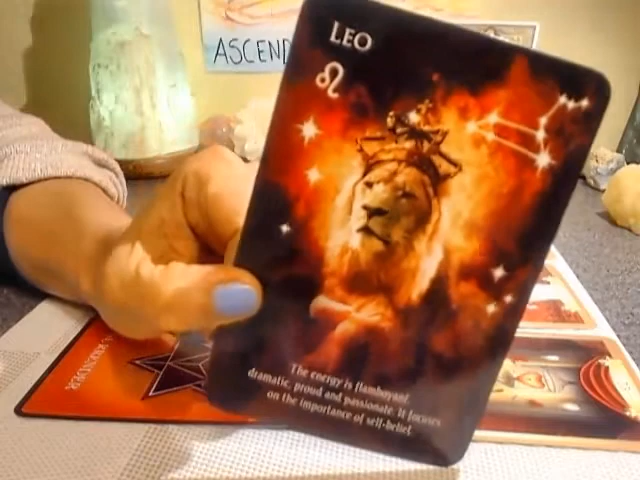 ASCEND
LEO
The energy is flamboyant,
dramatic, proud and passionate. It focuses
on the importance of self-belief.